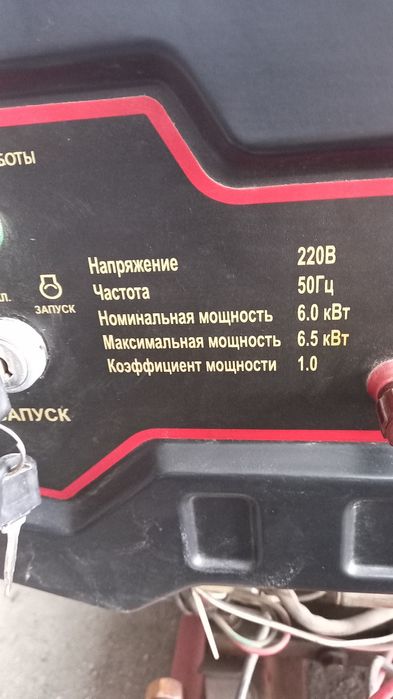 БОТЫ
Напряжение 220В
Частота 50Гц
Номинальная мощность 6.0 кВт
Максимальная мощность 6.5 кВт
Коэффициент мощности 1.0
Л.
ЗАПУСК
ЗАПУСК